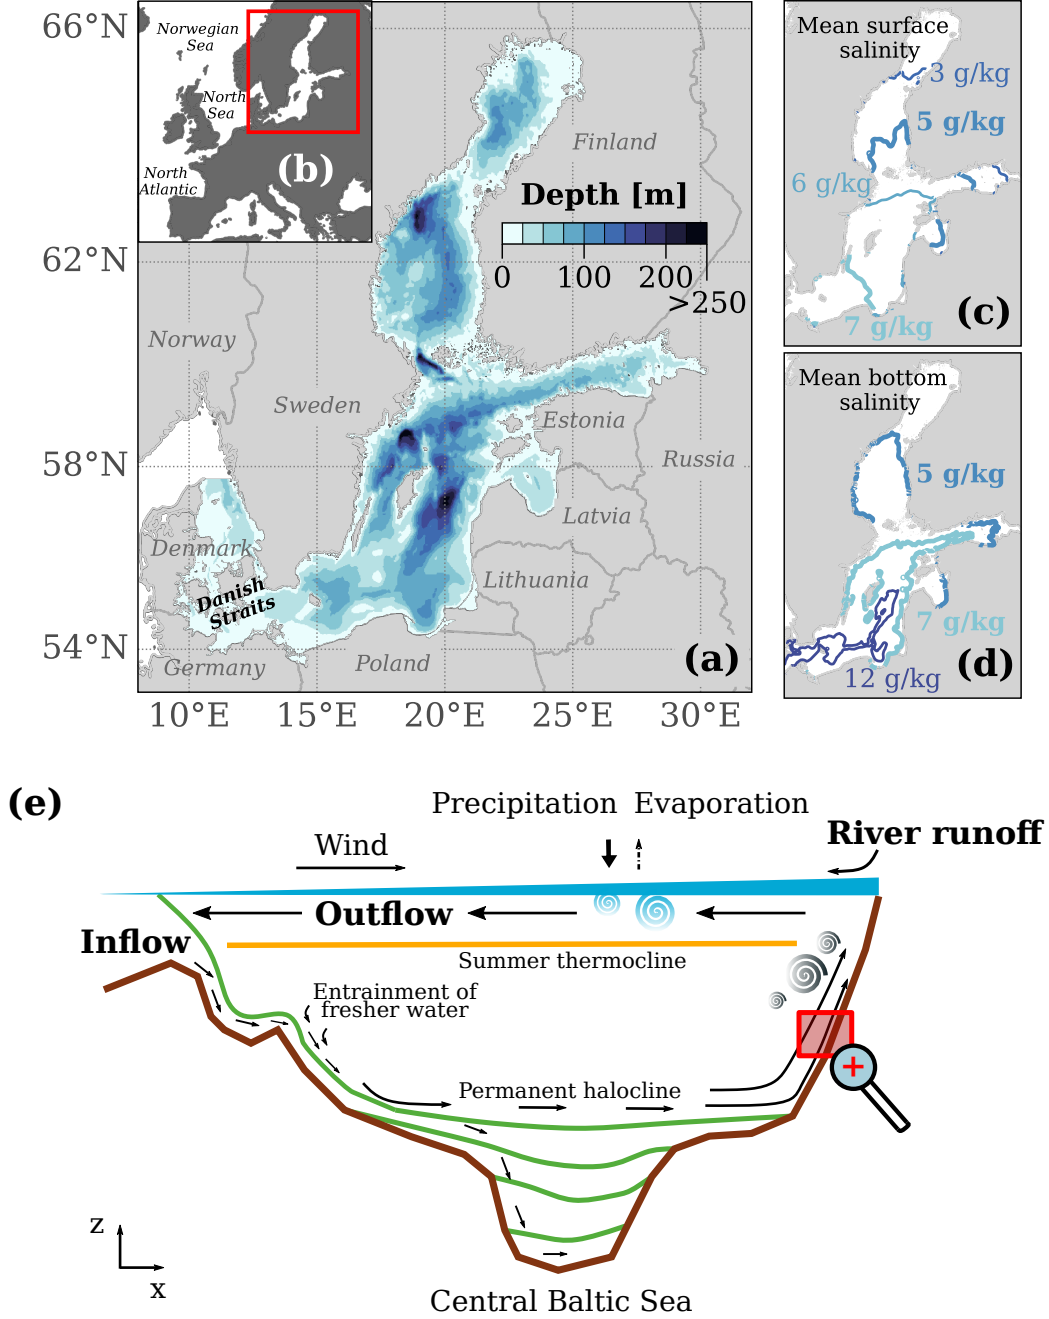 66°N
62°N
58°N
54°N
10°E
15°E
20°E
25°E
30°E
Norwegian
Sea
North
Sea
North
Atlantic
(b)
Finland
Depth [m]
0
100
200
>250
Norway
Sweden
Estonia
Russia
Latvia
Denmark
Lithuania
Danish
Straits
Germany
Poland
(a)
Mean surface
salinity
3 g/kg
5 g/kg
6 g/kg
7 g/kg
(c)
Mean bottom
salinity
5 g/kg
7 g/kg
12 g/kg
(d)
(e)
Precipitation
Evaporation
Wind
River runoff
Outflow
Inflow
Summer thermocline
Entrainment of
fresher water
Permanent halocline
z
x
Central Baltic Sea